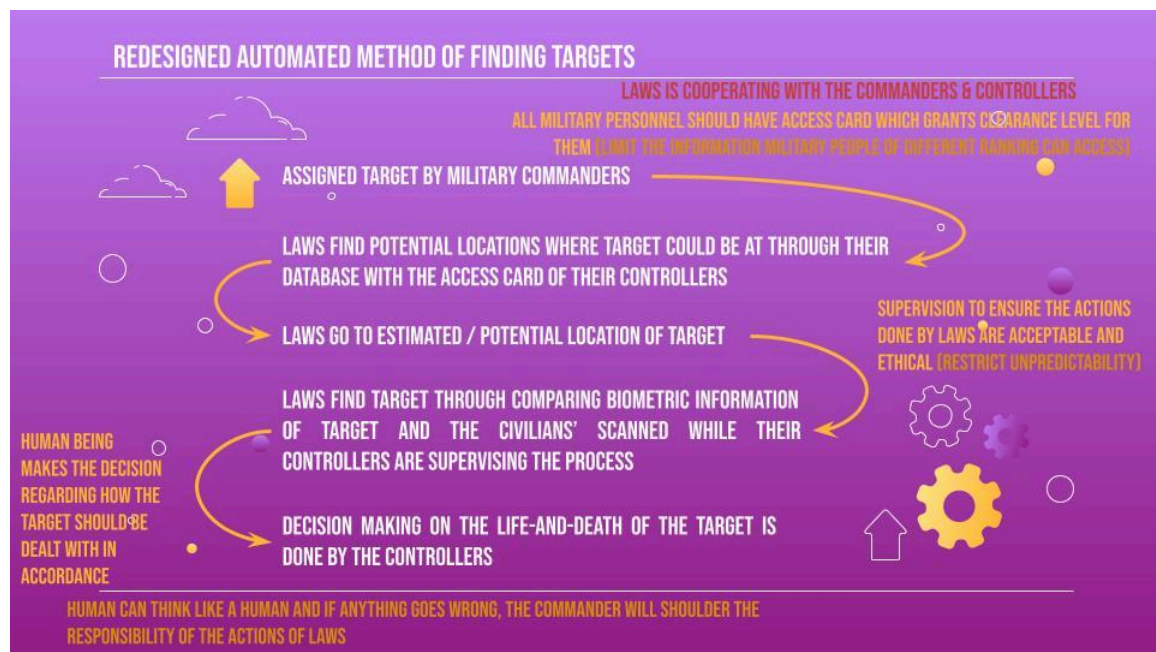 REDESIGNED AUTOMATED METHOD OF FINDING TARGETS
LAWS IS COOPERATING WITH THE COMMANDERS & CONTROLLERS
ALL MILITARY PERSONNEL SHOULD HAVE ACCESS CARD WHICH GRANTS CLEARANCE LEVEL FOR
THEM (LIMIT THE INFORMATION MILITARY PEOPLE OF DIFFERENT RANKING CAN ACCESS)
ASSIGNED TARGET BY MILITARY COMMANDERS
LAWS FIND POTENTIAL LOCATIONS WHERE TARGET COULD BE AT THROUGH THEIR
DATABASE WITH THE ACCESS CARD OF THEIR CONTROLLERS
LAWS GO TO ESTIMATED / POTENTIAL LOCATION OF TARGET
SUPERVISION TO ENSURE THE ACTIONS
DONE BY LAWS ARE ACCEPTABLE AND
ETHICAL (RESTRICT UNPREDICTABILITY)
LAWS FIND TARGET THROUGH COMPARING BIOMETRIC INFORMATION
OF TARGET AND THE CIVILIANS' SCANNED WHILE THEIR
CONTROLLERS ARE SUPERVISING THE PROCESS
HUMAN BEING
MAKES THE DECISION
REGARDING HOW THE
TARGET SHOULD BE
DEALT WITH IN
ACCORDANCE
DECISION MAKING ON THE LIFE-AND-DEATH OF THE TARGET IS
DONE BY THE CONTROLLERS
HUMAN CAN THINK LIKE A HUMAN AND IF ANYTHING GOES WRONG, THE COMMANDER WILL SHOULDER THE
RESPONSIBILITY OF THE ACTIONS OF LAWS